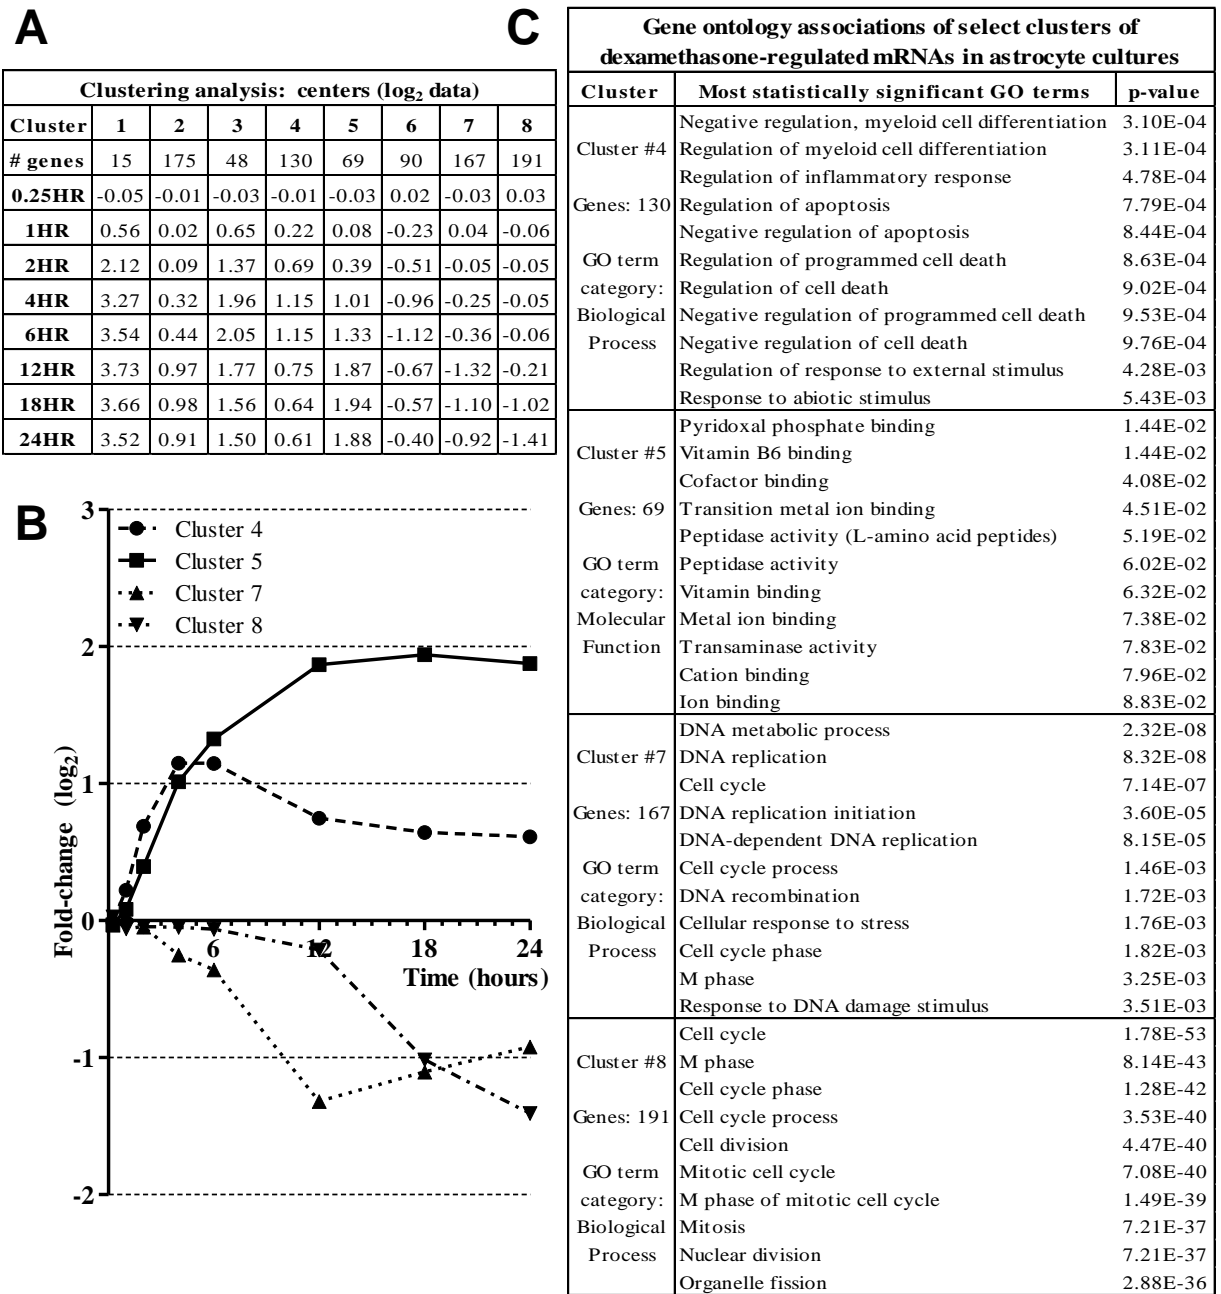 A
Clustering analysis: centers (log2 data)
Cluster 1 2 3 4 5 6 7 8
# genes 15 175 48 130 69 90 167 191
0.25HR -0.05 -0.01 -0.03 -0.01 -0.03 0.02 -0.03 0.03
1HR 0.56 0.02 0.65 0.22 0.08 -0.23 0.04 -0.06
2HR 2.12 0.09 1.37 0.69 0.39 -0.51 -0.05 -0.05
4HR 3.27 0.32 1.96 1.15 1.01 -0.96 -0.25 -0.05
6HR 3.54 0.44 2.05 1.15 1.33 -1.12 -0.36 -0.06
12HR 3.73 0.97 1.77 0.75 1.87 -0.67 -1.32 -0.21
18HR 3.66 0.98 1.56 0.64 1.94 -0.57 -1.10 -1.02
24HR 3.52 0.91 1.50 0.61 1.88 -0.40 -0.92 -1.41
B
Cluster 4
Cluster 5
Cluster 7
Cluster 8
3
2
1
0
-1
-2
Fold-change (log2)
6 12 18 24
Time (hours)
C
Gene ontology associations of select clusters of
dexamethasone-regulated mRNAs in astrocyte cultures
Cluster Most statistically significant GO terms p-value
Negative regulation, myeloid cell differentiation 3.10E-04
Cluster #4 Regulation of myeloid cell differentiation 3.11E-04
Regulation of inflammatory response 4.78E-04
Genes: 130 Regulation of apoptosis 7.79E-04
Negative regulation of apoptosis 8.44E-04
GO term Regulation of programmed cell death 8.63E-04
category: Regulation of cell death 9.02E-04
Biological Negative regulation of programmed cell death 9.53E-04
Process Negative regulation of cell death 9.76E-04
Regulation of response to external stimulus 4.28E-03
Response to abiotic stimulus 5.43E-03
Pyridoxal phosphate binding 1.44E-02
Cluster #5 Vitamin B6 binding 1.44E-02
Cofactor binding 4.08E-02
Genes: 69 Transition metal ion binding 4.51E-02
Peptidase activity (L-amino acid peptides) 5.19E-02
GO term Peptidase activity 6.02E-02
category: Vitamin binding 6.32E-02
Molecular Metal ion binding 7.38E-02
Function Transaminase activity 7.83E-02
Cation binding 7.96E-02
Ion binding 8.83E-02
DNA metabolic process 2.32E-08
Cluster #7 DNA replication 8.32E-08
Cell cycle 7.14E-07
Genes: 167 DNA replication initiation 3.60E-05
DNA-dependent DNA replication 8.15E-05
GO term Cell cycle process 1.46E-03
category: DNA recombination 1.72E-03
Biological Cellular response to stress 1.76E-03
Process Cell cycle phase 1.82E-03
M phase 3.25E-03
Response to DNA damage stimulus 3.51E-03
Cell cycle 1.78E-53
Cluster #8 M phase 8.14E-43
Cell cycle phase 1.28E-42
Genes: 191 Cell cycle process 3.53E-40
Cell division 4.47E-40
GO term Mitotic cell cycle 7.08E-40
category: M phase of mitotic cell cycle 1.49E-39
Biological Mitosis 7.21E-37
Process Nuclear division 7.21E-37
Organelle fission 2.88E-36